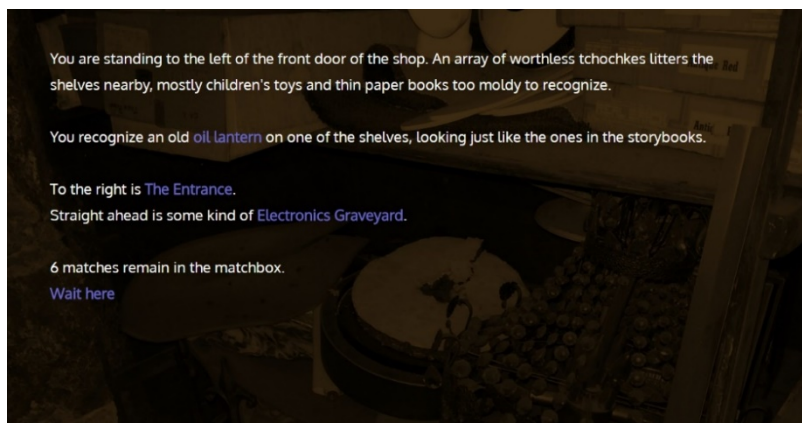 You are standing to the left of the front door of the shop. An array of worthless tchochkes litters the
shelves nearby, mostly children's toys and thin paper books too moldy to recognize.
You recognize an old oil lantern on one of the shelves, looking just like the ones in the storybooks.
To the right is The Entrance.
Straight ahead is some kind of Electronics Graveyard.
6 matches remain in the matchbox.
Wait here